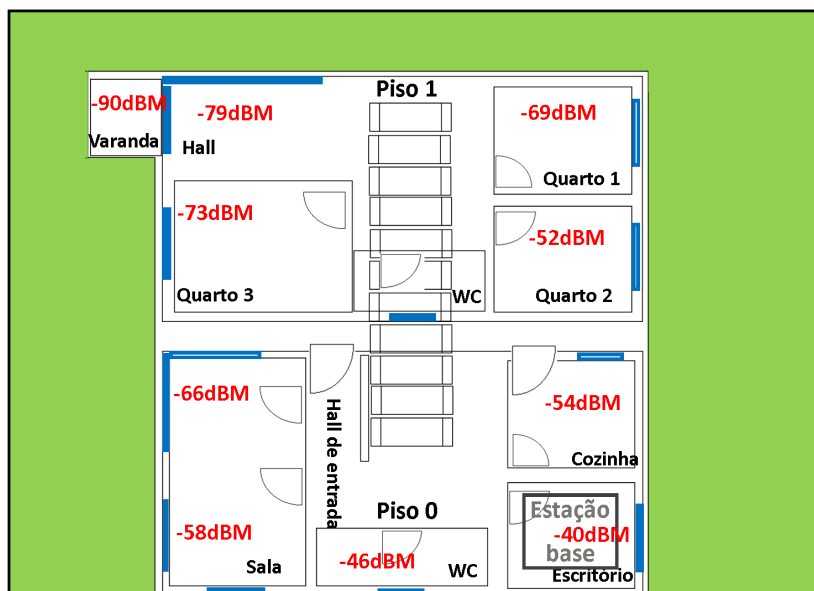 Piso 1
-90dBM
-79dBM
-69dBM
Varanda
Hall
Quarto 1
-73dBM
-52dBM
Quarto 3
WC
Quarto 2
-66dBM
-54dBM
Hall de entrada
Cozinha
Piso 0
Estação
base
-58dBM
-46dBM
-40dBM
Sala
WC
Escritório